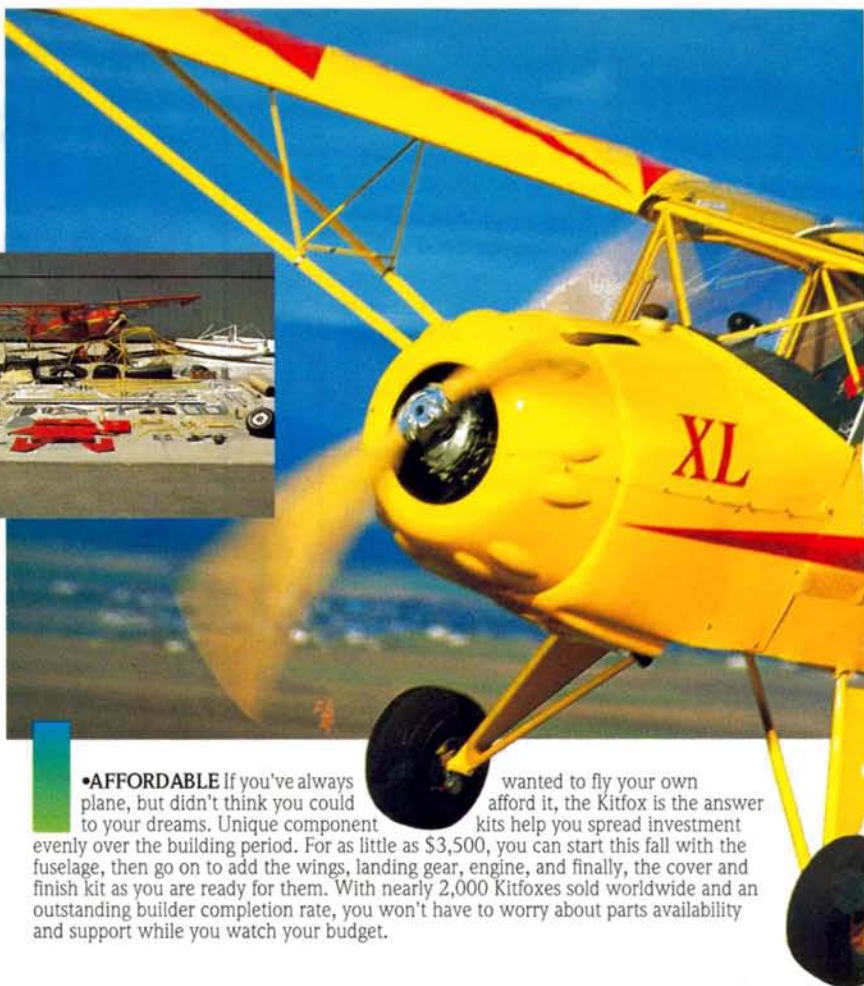 XL
•AFFORDABLE If you've always wanted to fly your own
plane, but didn't think you could afford it, the Kitfox is the answer
to your dreams. Unique component kits help you spread investment
evenly over the building period. For as little as $3,500, you can start this fall with the
fuselage, then go on to add the wings, landing gear, engine, and finally, the cover and
finish kit as you are ready for them. With nearly 2,000 Kitfoxes sold worldwide and an
outstanding builder completion rate, you won't have to worry about parts availability
and support while you watch your budget.